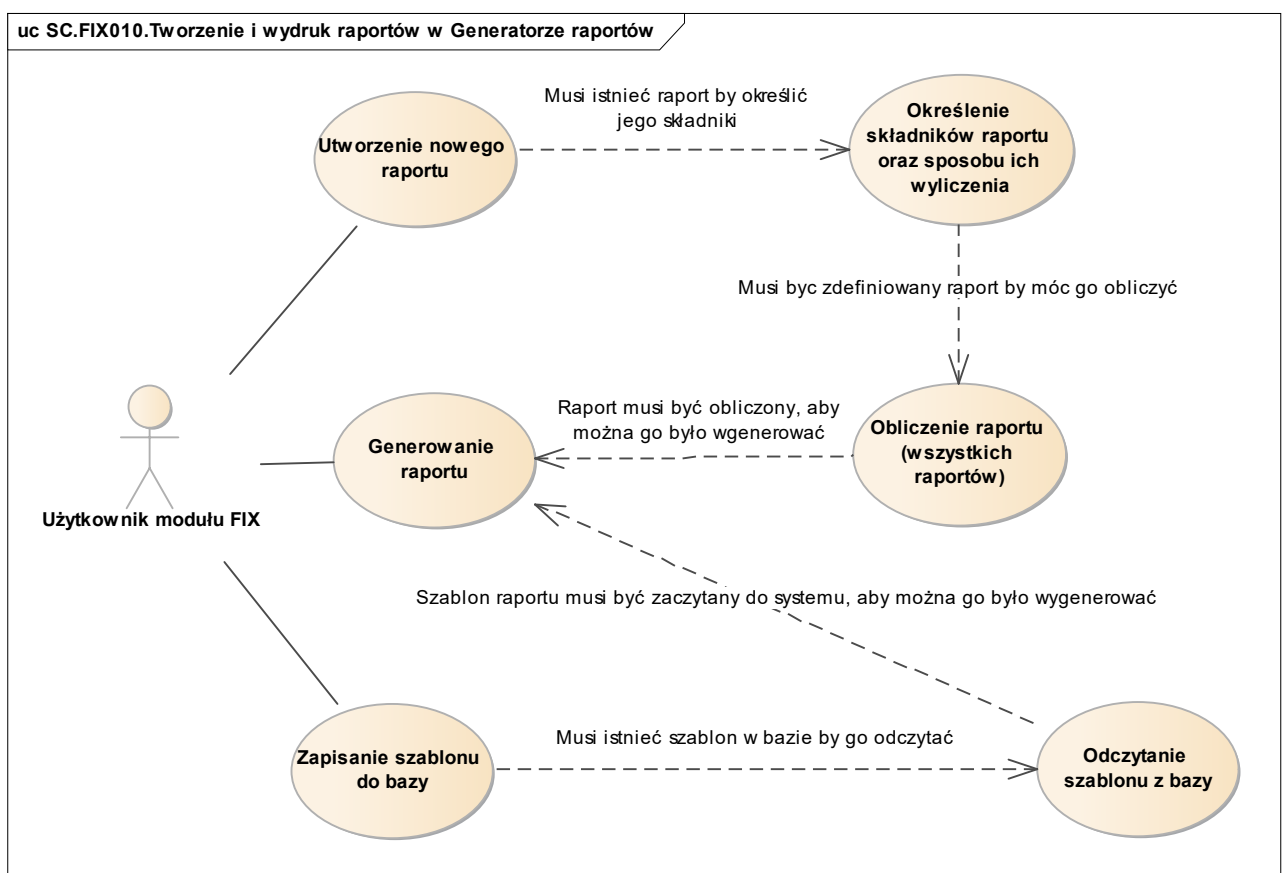 uc SC.FIX010.Tworzenie i wydruk raportów w Generatorze raportów
Musi istnieć raport by określić
jego składniki
Utworzenie nowego
raportu
Określenie
składników raportu
oraz sposobu ich
wyliczenia
Musi byc zdefiniowany raport by móc go obliczyć
Raport musi być obliczony, aby
można go było wgenerować
Generowanie
raportu
Obliczenie raportu
(wszystkich
raportów)
Użytkownik modułu FIX
Szablon raportu musi być zaczytany do systemu, aby można go było wygenerować
Musi istnieć szablon w bazie by go odczytać
Zapisanie szablonu
do bazy
Odczytanie
szablonu z bazy